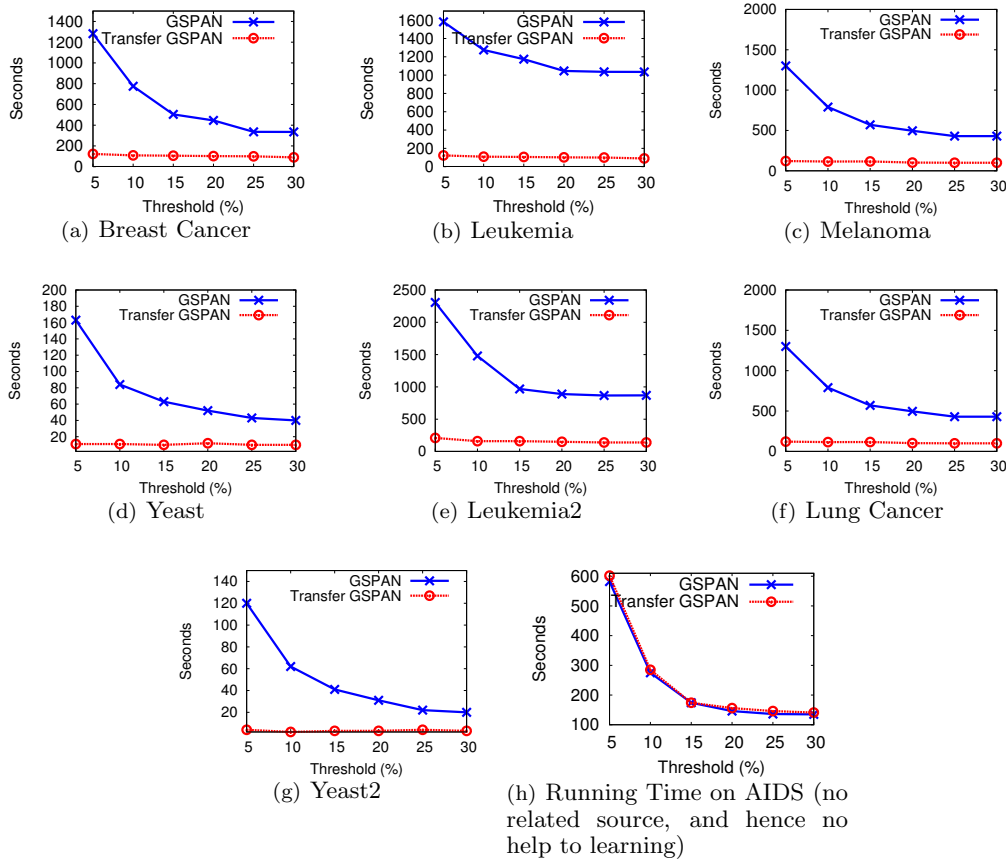 GSPAN
Transfer GSPAN
Seconds
1400
1200
1000
800
600
400
200
0
5 10 15 20 25 30
Threshold (%)
(a) Breast Cancer
GSPAN
Transfer GSPAN
Seconds
1600
1400
1200
1000
800
600
400
200
0
5 10 15 20 25 30
Threshold (%)
(b) Leukemia
GSPAN
Transfer GSPAN
Seconds
2000
1500
1000
500
0
5 10 15 20 25 30
Threshold (%)
(c) Melanoma
GSPAN
Transfer GSPAN
Seconds
200
180
160
140
120
100
80
60
40
20
5 10 15 20 25 30
Threshold (%)
(d) Yeast
GSPAN
Transfer GSPAN
Seconds
2500
2000
1500
1000
500
0
5 10 15 20 25 30
Threshold (%)
(e) Leukemia2
GSPAN
Transfer GSPAN
Seconds
2000
1500
1000
500
0
5 10 15 20 25 30
Threshold (%)
(f) Lung Cancer
GSPAN
Transfer GSPAN
Seconds
140
120
100
80
60
40
20
5 10 15 20 25 30
Threshold (%)
(g) Yeast2
GSPAN
Transfer GSPAN
Seconds
600
500
400
300
200
100
5 10 15 20 25 30
Threshold (%)
(h) Running Time on AIDS (no
related source, and hence no
help to learning)